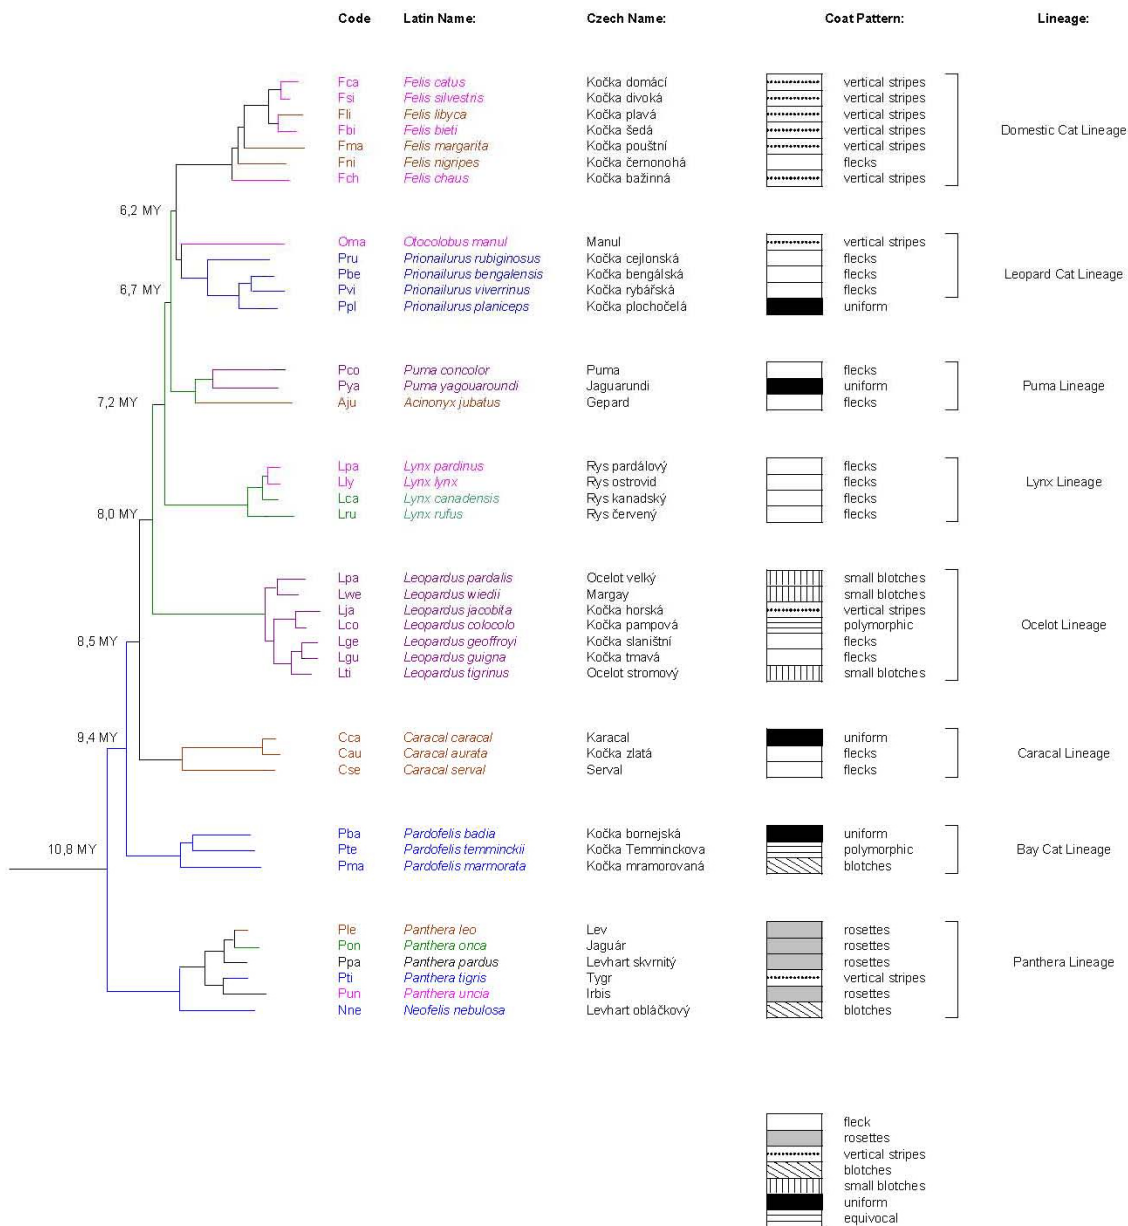 Code Latin Name: Czech Name: Coat Pattern: Lineage:
Fca Felis catus Kočka domácí vertical stripes
Fsi Felis silvestris Kočka divoká vertical stripes
Fli Felis libyca Kočka plavá vertical stripes
Fbi Felis bieti Kočka šedá vertical stripes Domestic Cat Lineage
Fma Felis margarita Kočka pouštní vertical stripes
Fni Felis nigripes Kočka černonohá flecks
Fch Felis chaus Kočka bažinná vertical stripes
6,2 MY
Oma Otocolobus manul Manul vertical stripes
Pru Prionailurus rubiginosus Kočka cejlonská flecks
Pbe Prionailurus bengalensis Kočka bengálská flecks Leopard Cat Lineage
6,7 MY Pvi Prionailurus viverrinus Kočka rybářská flecks
Ppl Prionailurus planiceps Kočka plochočelá uniform
Pco Puma concolor Puma flecks
Pya Puma yagouaroundi Jaguarundi uniform Puma Lineage
7,2 MY Aju Acinonyx jubatus Gepard flecks
Lpa Lynx pardinus Rys pardálový flecks
Lly Lynx lynx Rys ostrovid flecks Lynx Lineage
Lca Lynx canadensis Rys kanadský flecks
8,0 MY Lru Lynx rufus Rys červený flecks
Lpa Leopardus pardalis Ocelot velký small blotches
Lwe Leopardus wiedii Margay small blotches
Lja Leopardus jacobita Kočka horská vertical stripes
Lco Leopardus colocolo Kočka pampová polymorphic Ocelot Lineage
8,5 MY Lge Leopardus geoffroyi Kočka slaništní flecks
Lgu Leopardus guigna Kočka tmavá flecks
Lti Leopardus tigrinus Ocelot stromový small blotches
9,4 MY Cca Caracal caracal Karacal uniform
Cau Caracal aurata Kočka zlatá flecks Caracal Lineage
Cse Caracal serval Serval flecks
Pba Pardofelis badia Kočka bornejská uniform
10,8 MY Pte Pardofelis temminckii Kočka Temminckova polymorphic Bay Cat Lineage
Pma Pardofelis marmorata Kočka mramorovaná blotches
Ple Panthera leo Lev rosettes
Pon Panthera onca Jaguár rosettes
Ppa Panthera pardus Levhart skvrnitý rosettes Panthera Lineage
Pti Panthera tigris Tygr vertical stripes
Pun Panthera uncia Irbis rosettes
Nne Neofelis nebulosa Levhart obláčkový blotches
fleck
rosettes
vertical stripes
blotches
small blotches
uniform
equivocal